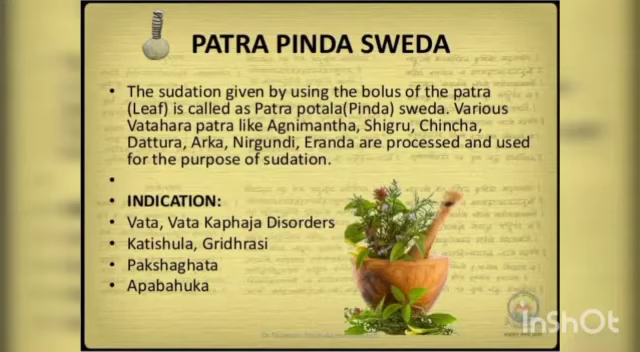 PATRA PINDA SWEDA
• The sudation given by using the bolus of the patra
(Leaf) is called as Patra potala(Pinda) sweda. Various
Vatahara patra like Agnimantha, Shigru, Chincha,
Dattura, Arka, Nirgundi, Eranda are processed and used
for the purpose of sudation.
•
• INDICATION:
• Vata, Vata Kaphaja Disorders
• Katishula, Gridhrasi
• Pakshaghata
• Apabahuka
InShOt